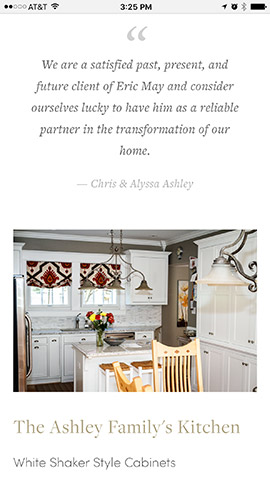 AT&T 3:25 PM
“
We are a satisfied past, present, and
future client of Eric May and consider
ourselves lucky to have him as a reliable
partner in the transformation of our
home.
— Chris & Alyssa Ashley
The Ashley Family's Kitchen
White Shaker Style Cabinets